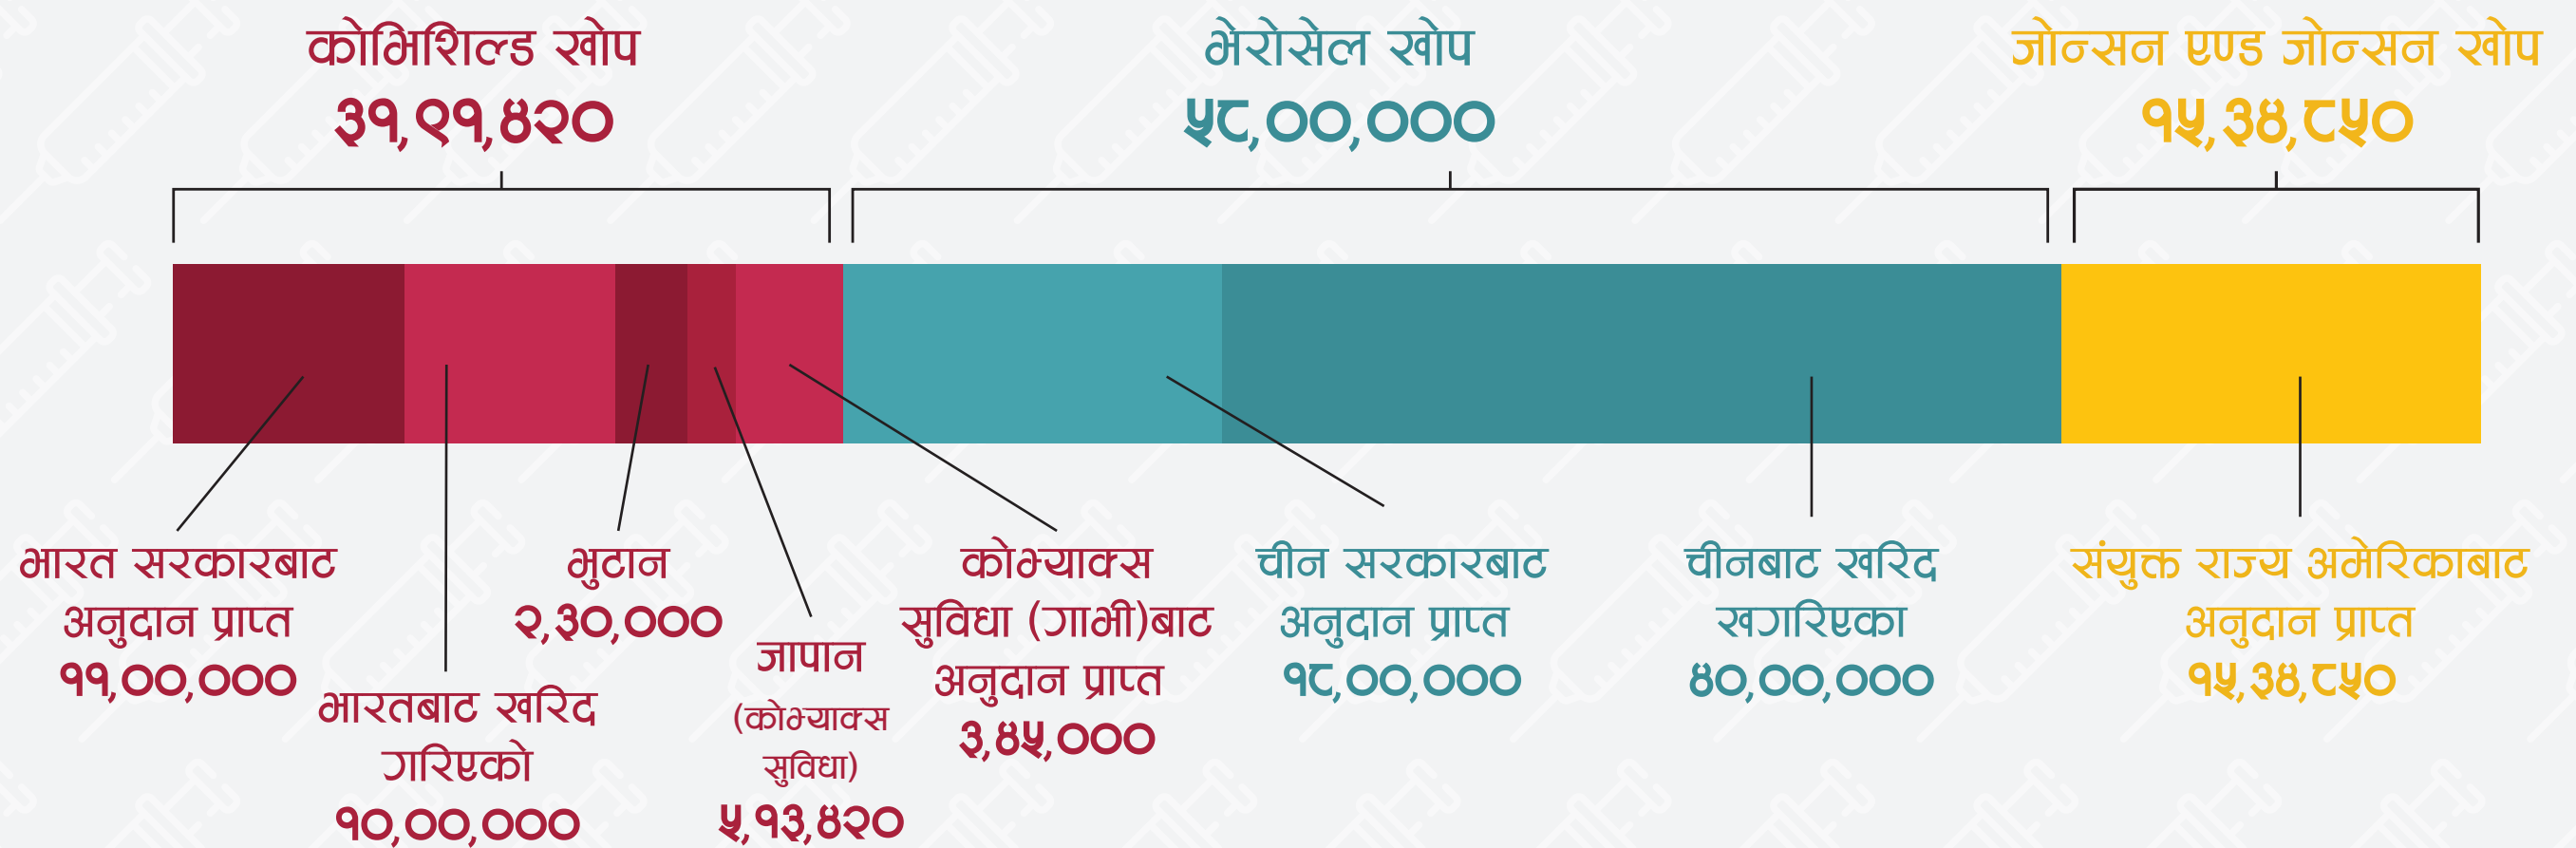 कोभिशिल्ड खोप
३१,९१,४२०
भेरोसेल खोप
५८,००,०००
जोन्सन एण्ड जोन्सन खोप
१५,३४,८५०
भारत सरकारबाट
अनुदान प्राप्त
११,००,०००
भारतबाट खरिद
गरिएको
१०,००,०००
भुटान
२,३०,०००
जापान
(कोभ्याक्स
सुविधा)
५,१३,४२०
कोभ्याक्स
सुविधा (गाभी)बाट
अनुदान प्राप्त
३,४५,०००
चीन सरकारबाट
अनुदान प्राप्त
१८,००,०००
चीनबाट खरिद
खगरिएका
४०,००,०००
संयुक्त राज्य अमेरिकाबाट
अनुदान प्राप्त
१५,३४,८५०